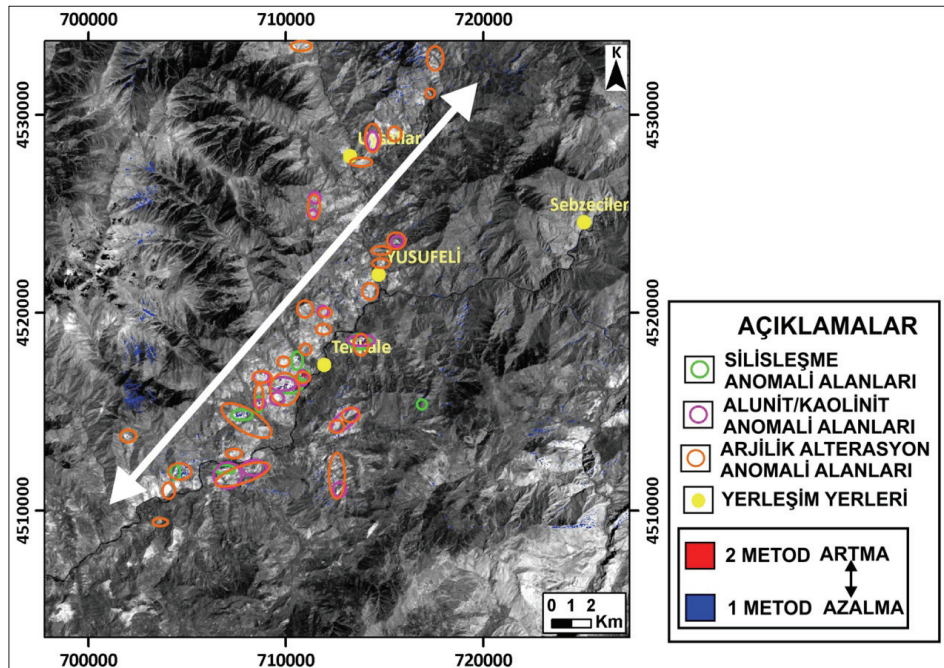 700000 710000 720000
K
4530000 4530000
Sebzeciler
YUSUFELİ
4520000 4520000
4510000 4510000
0 1 2
Km
700000 710000 720000
AÇIKLAMALAR
SİLİSLEŞME
ANOMALİ ALANLARI
ALUNİT/KAOLİNİT
ANOMALİ ALANLARI
ARJİLİK ALTERASYON
ANOMALİ ALANLARI
YERLEŞİM YERLERİ
2 METOD ARTMA
1 METOD AZALMA